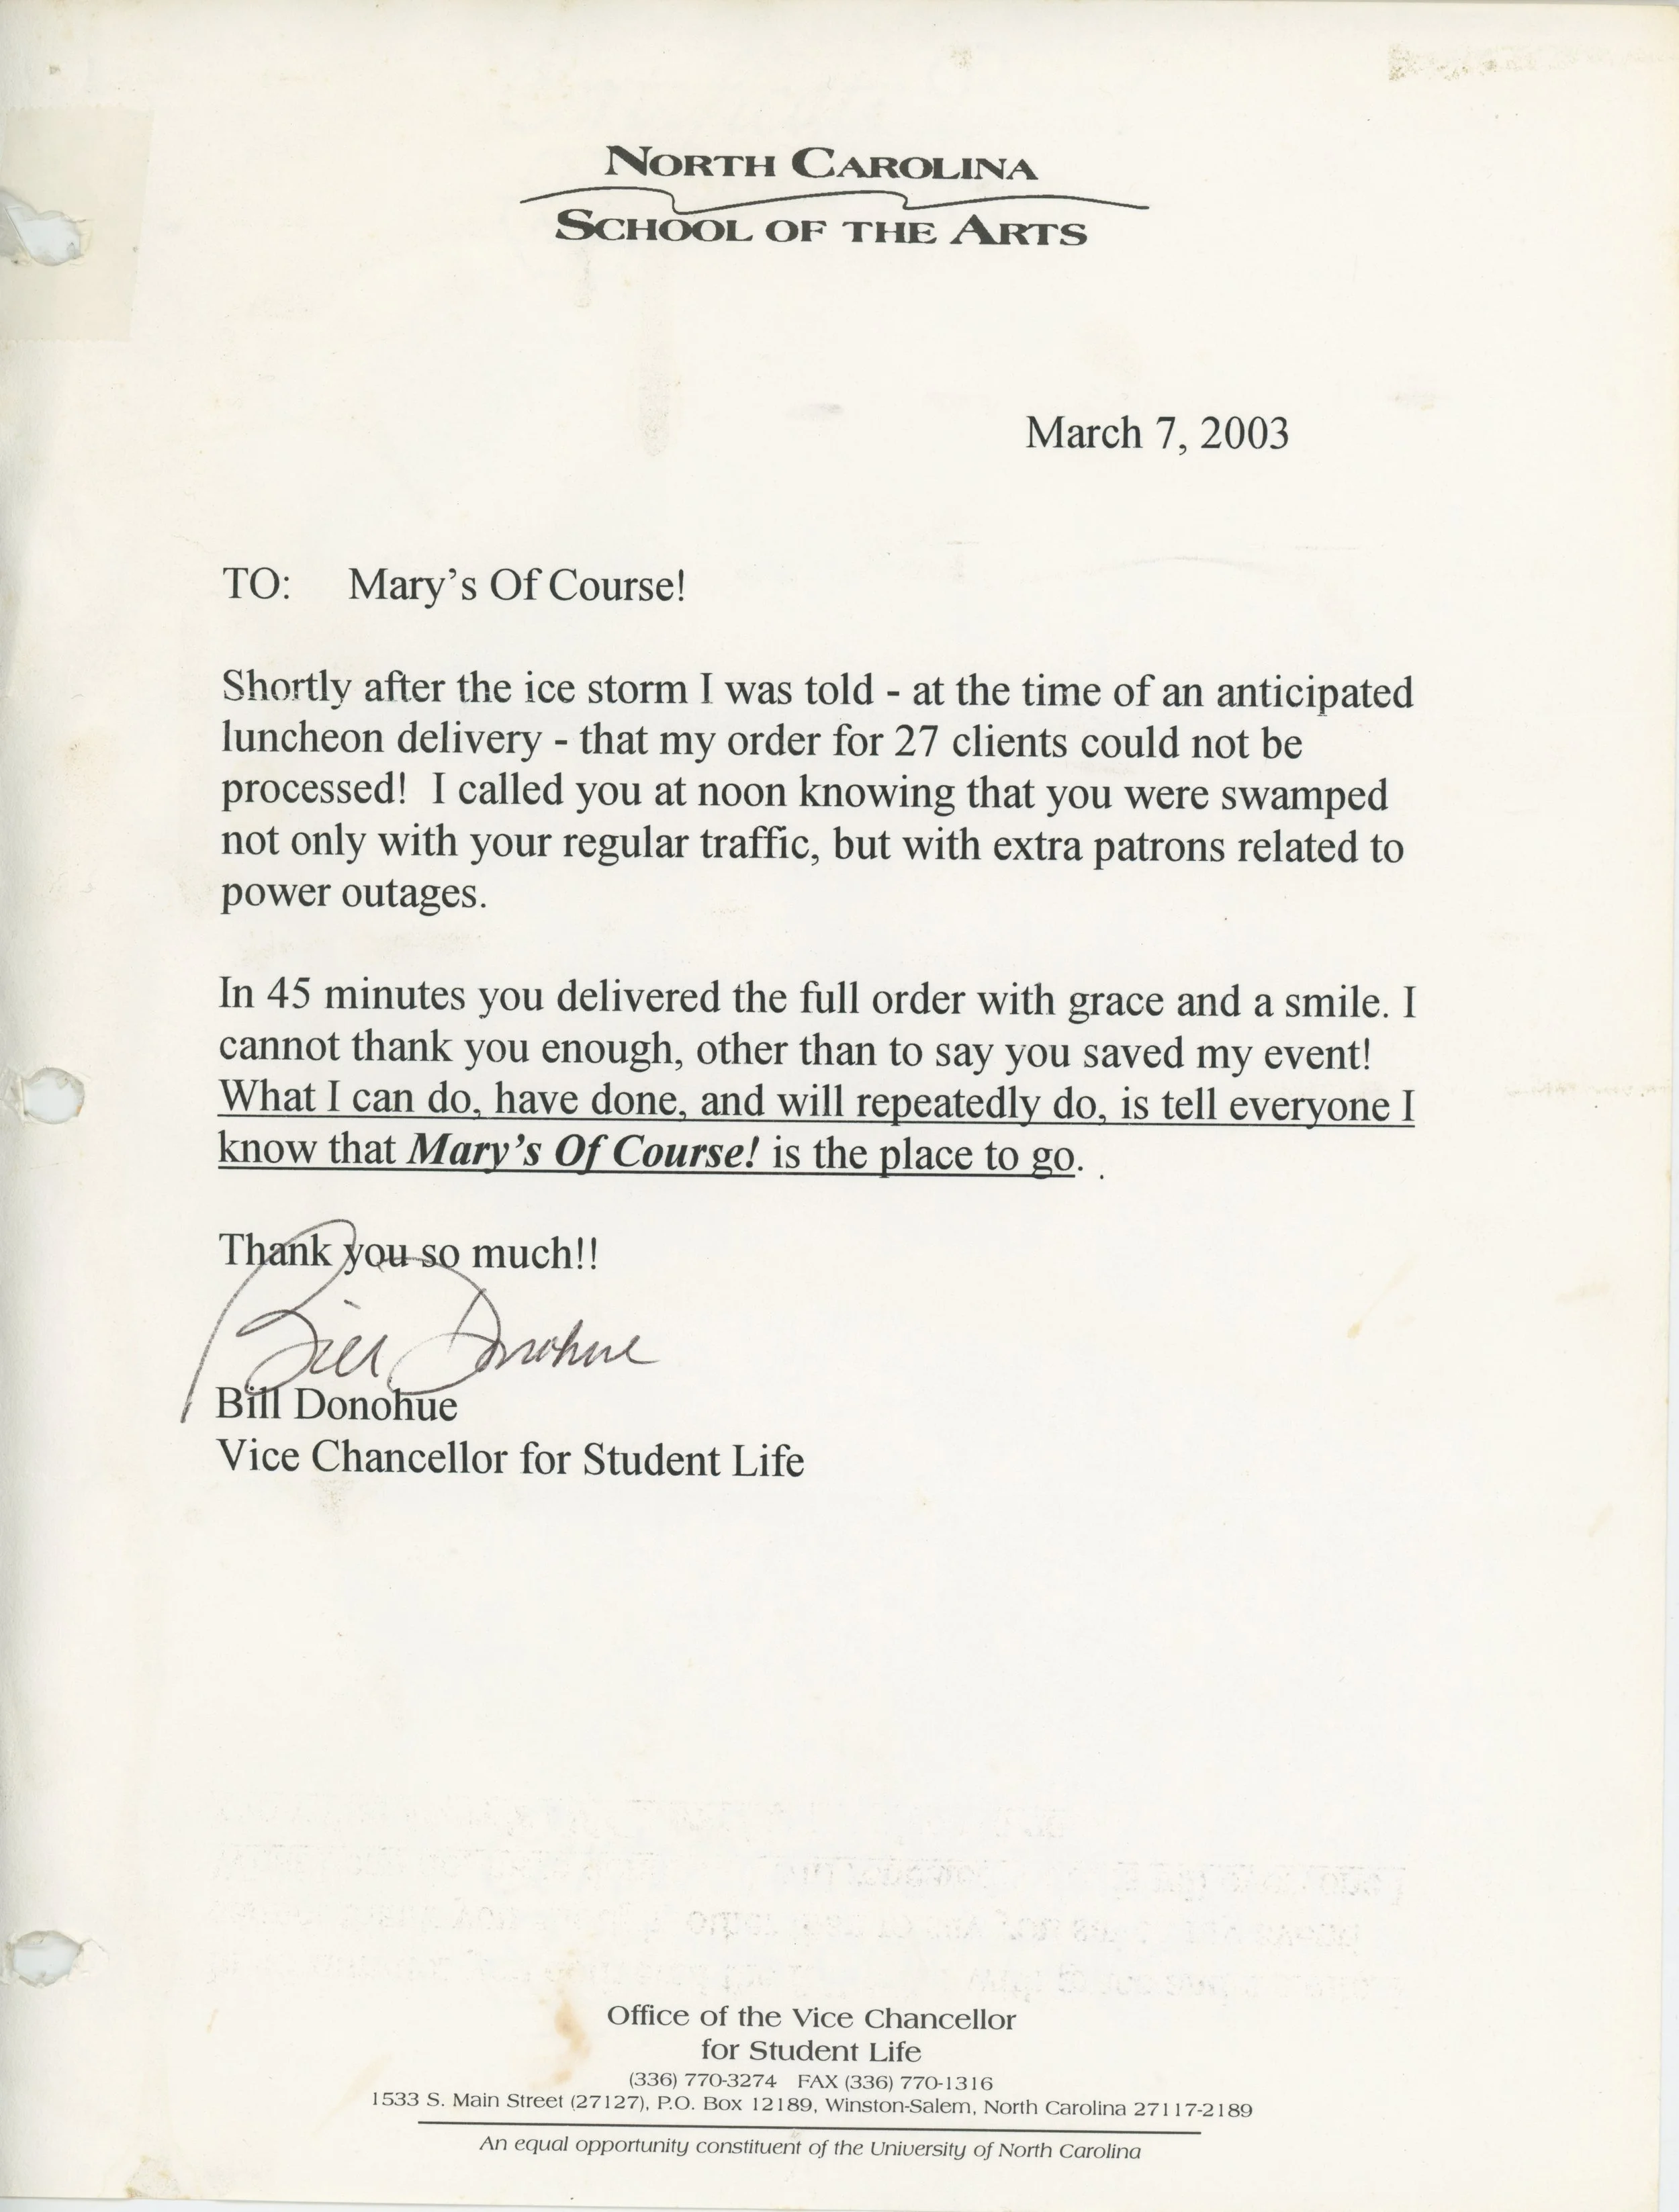 NORTH CAROLINA
SCHOOL OF THE ARTS
March 7, 2003
TO: Mary's Of Course!
Shortly after the ice storm I was told - at the time of an anticipated
luncheon delivery - that my order for 27 clients could not be
processed! I called you at noon knowing that you were swamped
not only with your regular traffic, but with extra patrons related to
power outages.
In 45 minutes you delivered the full order with grace and a smile. I
cannot thank you enough, other than to say you saved my event!
What I can do, have done, and will repeatedly do, is tell everyone I
know that Mary's Of Course! is the place to go.
Thank you so much!!
Bill Donohue
Bill Donohue
Vice Chancellor for Student Life
Office of the Vice Chancellor
for Student Life
(336) 770-3274 FAX (336) 770-1316
1533 S. Main Street (27127), P.O. Box 12189, Winston-Salem, North Carolina 27117-2189
An equal opportunity constituent of the University of North Carolina